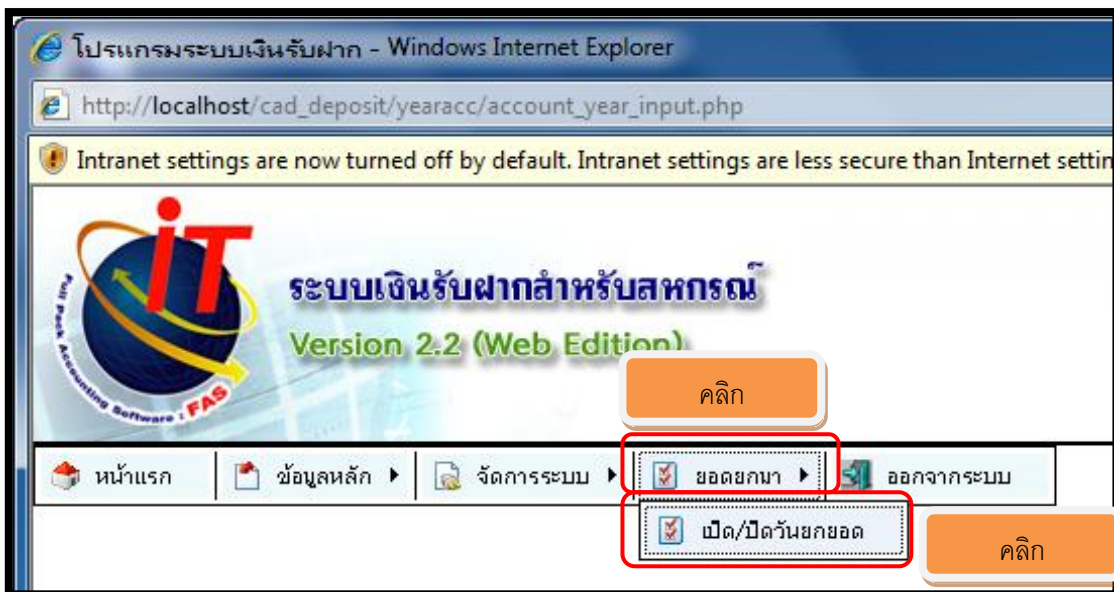 โปรแกรมระบบเงินรับฝาก - Windows Internet Explorer
http://localhost/cad_deposit/yearacc/account_year_input.php
Intranet settings are now turned off by default. Intranet settings are less secure than Internet settin
iT
Full Pack Accounting Software : FAS
ระบบเงินรับฝากสำหรับสหกรณ์
Version 2.2 (Web Edition)
คลิก
หน้าแรก ข้อมูลหลัก จัดการระบบ ยอดยกมา ออกจากระบบ
เปิด/ปิดวันยกยอด
คลิก